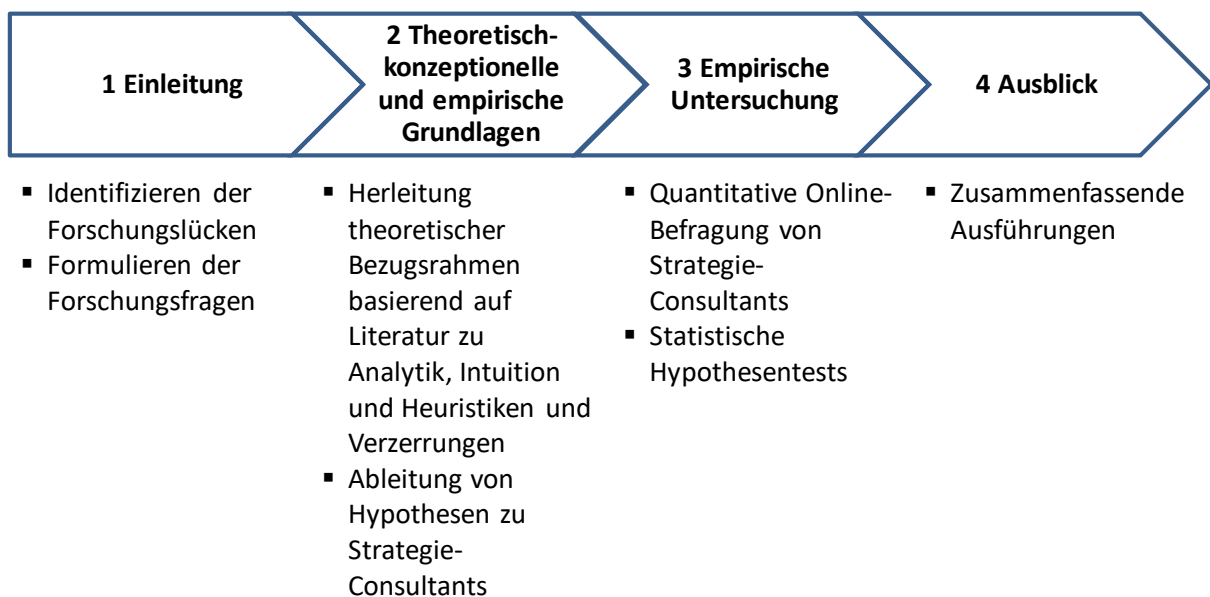 1 Einleitung
2 Theoretisch-
konzeptionelle
und empirische
Grundlagen
3 Empirische
Untersuchung
4 Ausblick
▪ Identifizieren der
Forschungslücken
▪ Formulieren der
Forschungsfragen
▪ Herleitung
theoretischer
Bezugsrahmen
basierend auf
Literatur zu
Analytik, Intuition
und Heuristiken und
Verzerrungen
▪ Ableitung von
Hypothesen zu
Strategie-
Consultants
▪ Quantitative Online-
Befragung von
Strategie-
Consultants
▪ Statistische
Hypothesentests
▪ Zusammenfassende
Ausführungen